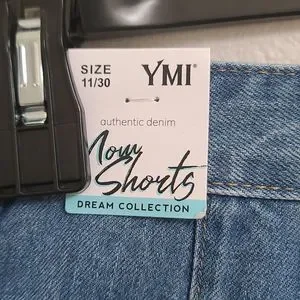 SIZE
11/30
YMI®
authentic denim
Mom
Shorts
DREAM COLLECTION